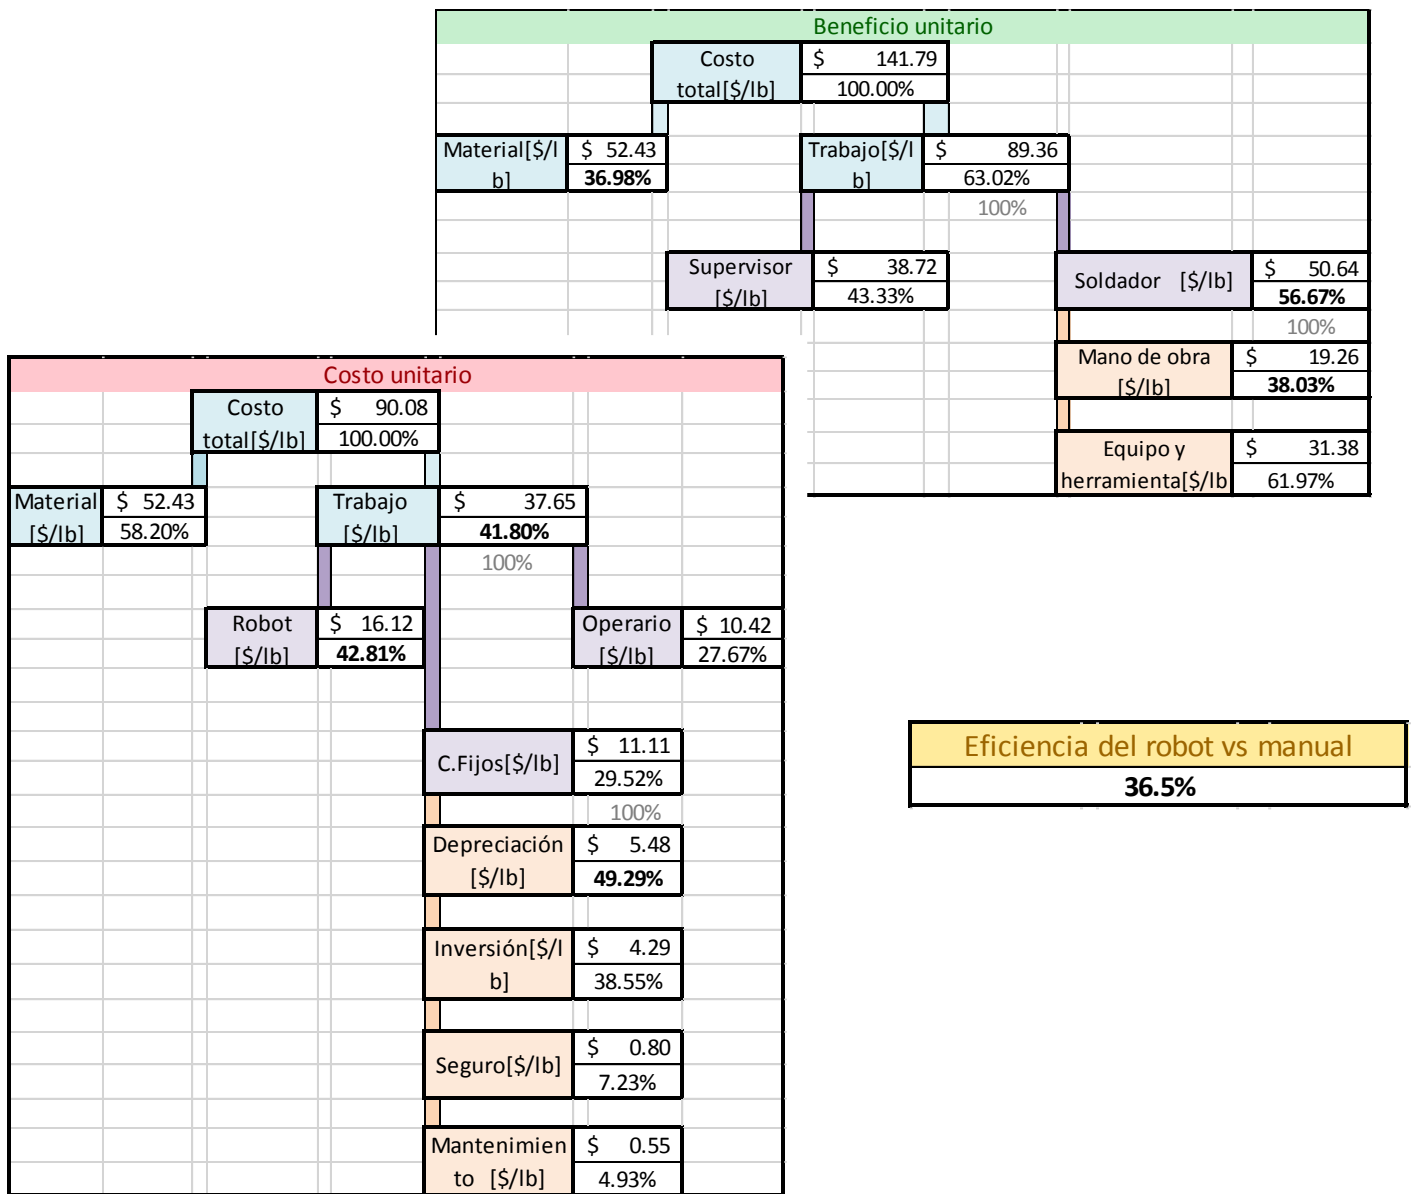 Beneficio unitario
Costo $ 141.79
total[$/lb] 100.00%
Material[$/l $ 52.43 Trabajo[$/l $ 89.36
b] 36.98% b] 63.02%
100%
Supervisor $ 38.72 Soldador [$/lb] $ 50.64
[$/lb] 43.33% 56.67%
100%
Mano de obra $ 19.26
[$/lb] 38.03%
Equipo y $ 31.38
herramienta[$/lb 61.97%
Costo unitario
Costo $ 90.08
total[$/lb] 100.00%
Material $ 52.43 Trabajo $ 37.65
[$/lb] 58.20% [$/lb] 41.80%
100%
Robot $ 16.12 Operario $ 10.42
[$/lb] 42.81% [$/lb] 27.67%
C.Fijos[$/lb] $ 11.11
29.52%
100%
Depreciación $ 5.48
[$/lb] 49.29%
Inversión[$/l $ 4.29
b] 38.55%
Seguro[$/lb] $ 0.80
7.23%
Mantenimien $ 0.55
to [$/lb] 4.93%
Eficiencia del robot vs manual
36.5%